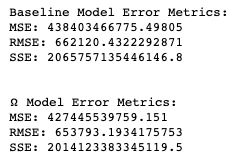 Baseline Model Error Metrics:
MSE: 438403466775.49805
RMSE: 662120.4322292871
SSE: 2065757135446146.8
Ω Model Error Metrics:
MSE: 427445539759.151
RMSE: 653793.1934175753
SSE: 2014123383345119.5